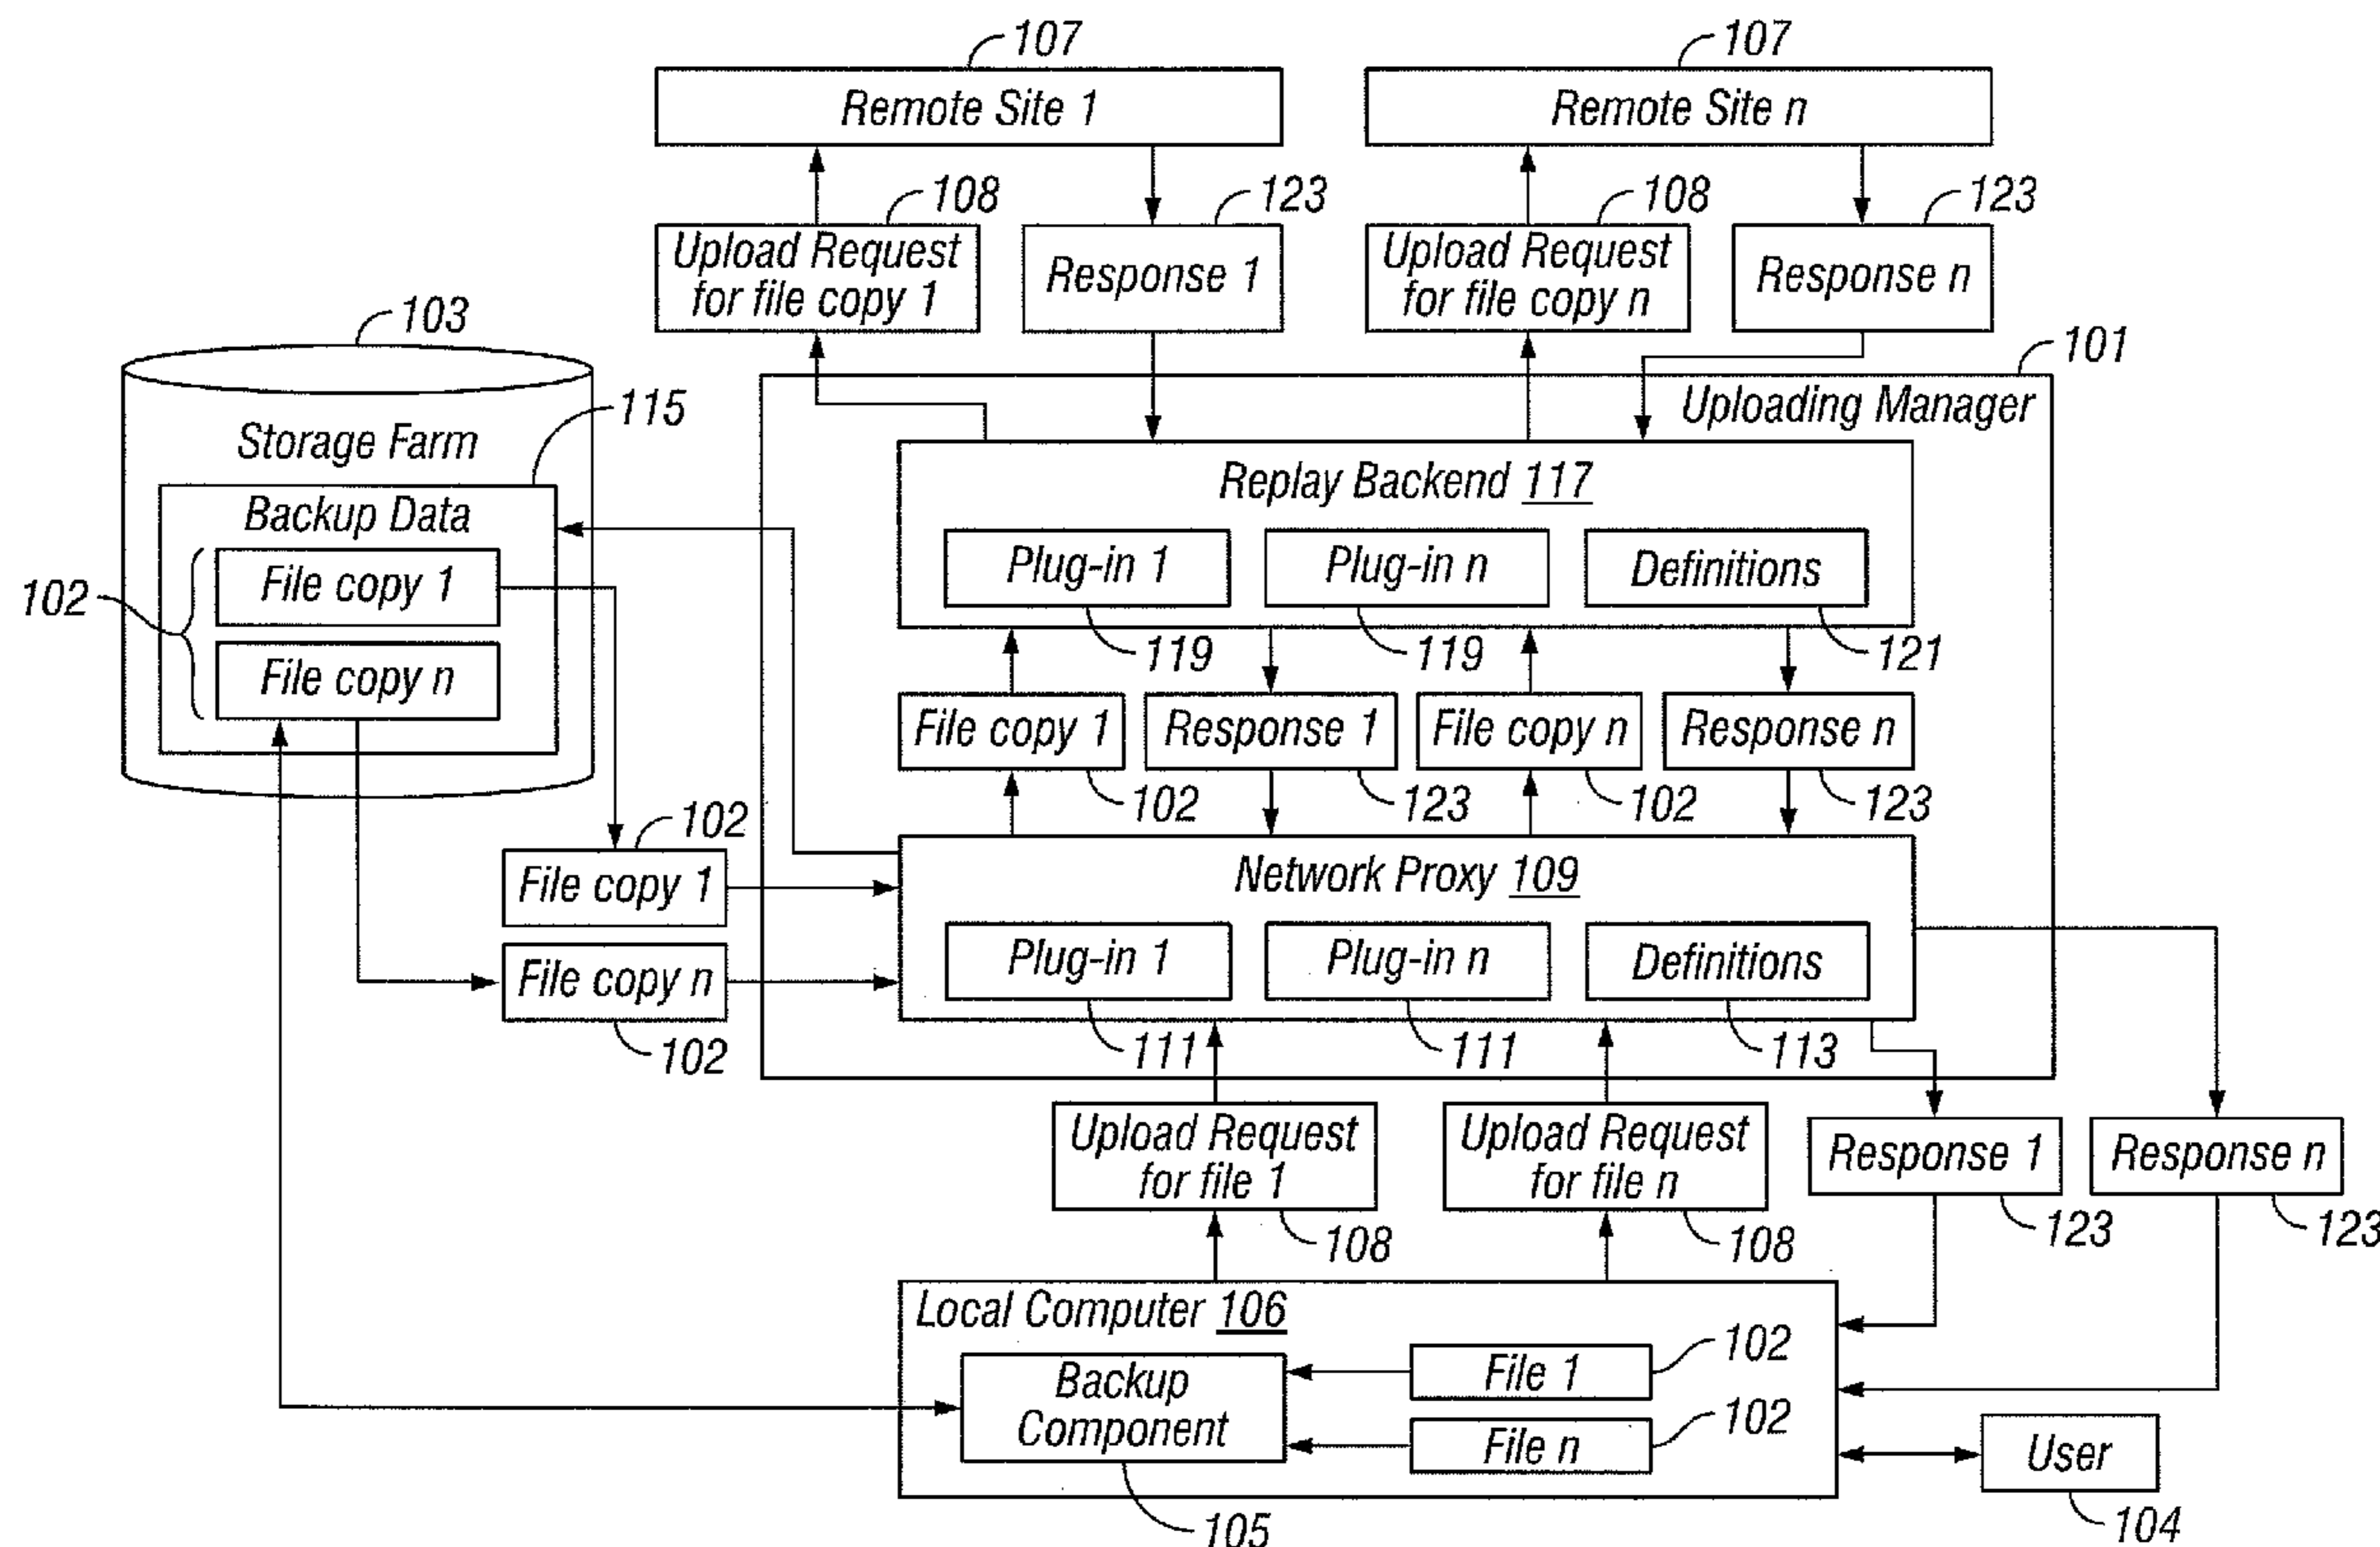 107
107
Remote Site 1
Remote Site n
108
123
108
123
Upload Request
for file copy 1
Response 1
Upload Request
for file copy n
Response n
103
101
Uploading Manager
115
Storage Farm
Backup Data
File copy 1
File copy n
102
Replay Backend 117
Plug-in 1
Plug-in n
Definitions
119
119
121
File copy 1
Response 1
File copy n
Response n
102
123
102
123
102
File copy 1
File copy n
102
Network Proxy 109
Plug-in 1
Plug-in n
Definitions
111
111
113
Upload Request
for file 1
Upload Request
for file n
Response 1
Response n
108
108
123
123
Local Computer 106
Backup
Component
File 1
102
File n
102
105
User
104